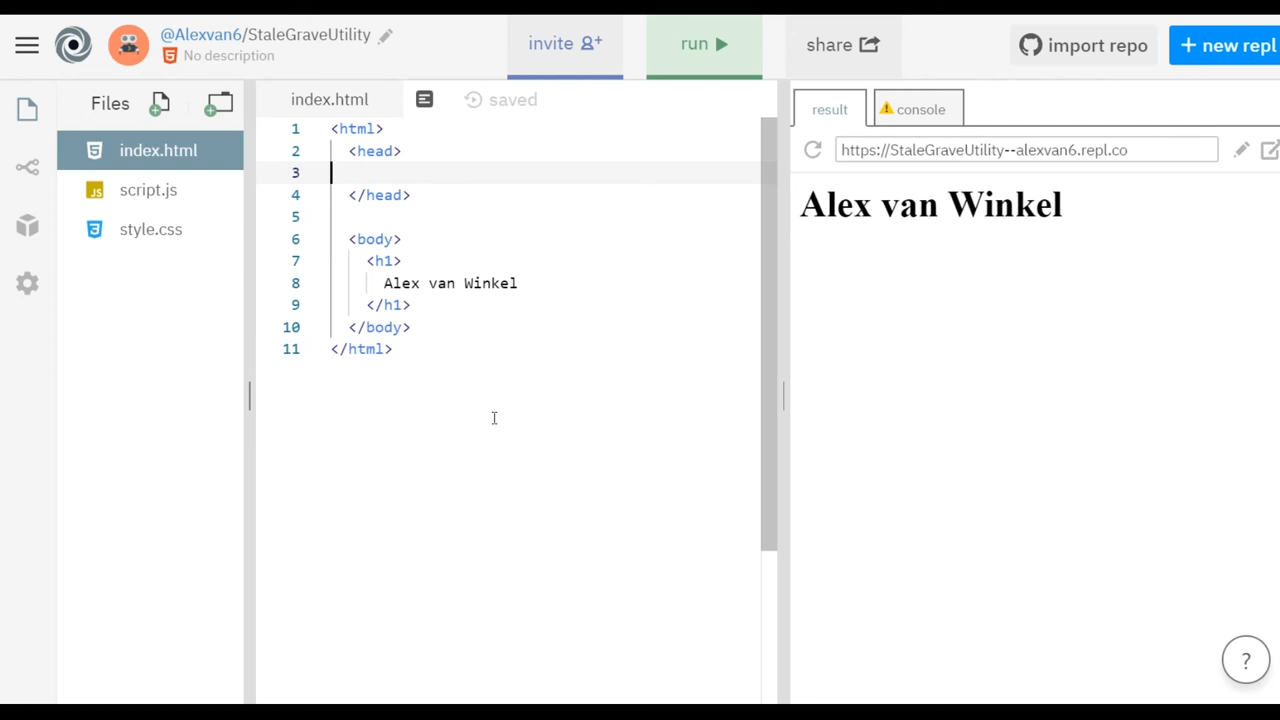 @Alexvan6/StaleGraveUtility
No description
invite
run
share
import repo
+ new repl
Files
index.html
script.js
style.css
index.html
saved
1 <html>
2 <head>
3
4 </head>
5
6 <body>
7 <h1>
8 Alex van Winkel
9 </h1>
10 </body>
11 </html>
result
console
https://StaleGraveUtility--alexvan6.repl.co
Alex van Winkel
?